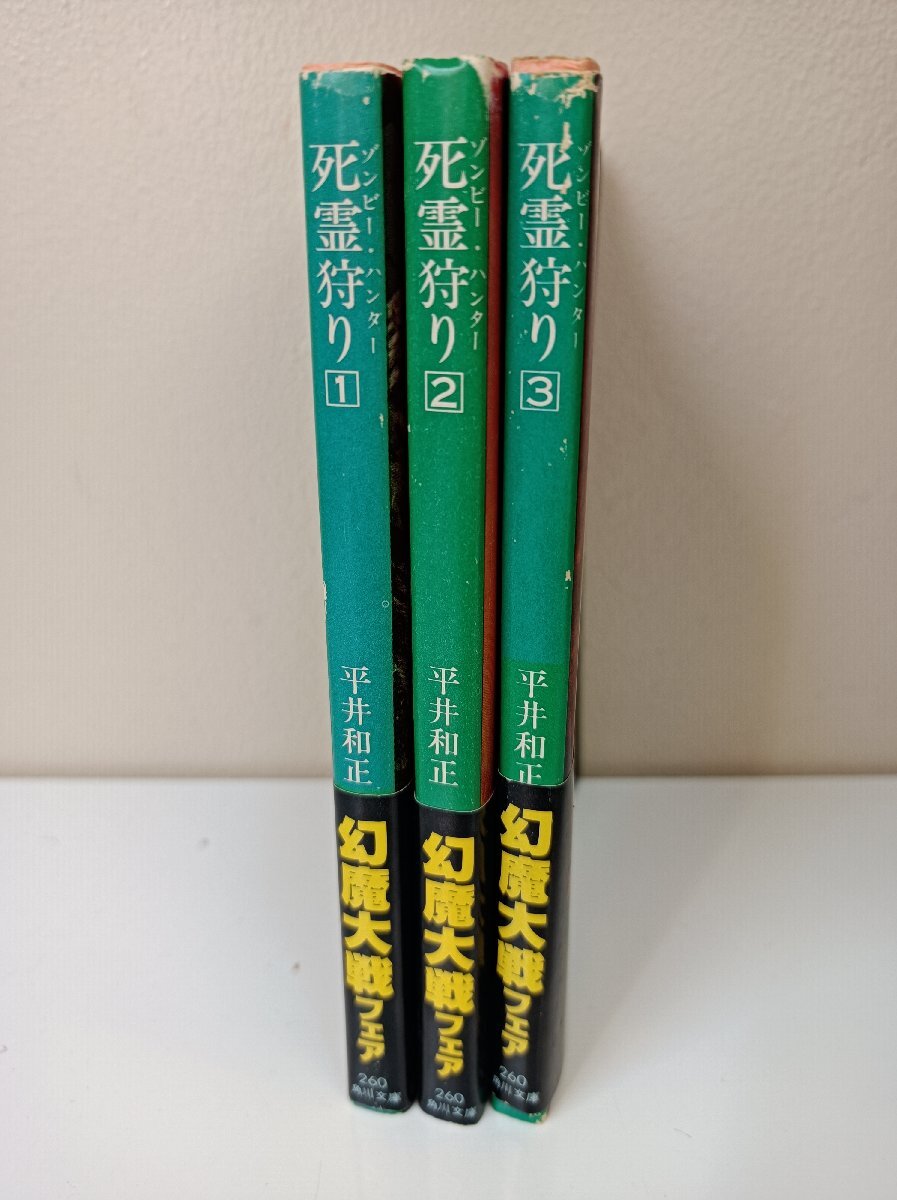 死霊狩り
ゾンビー・ハンター
1
平井和正
幻魔大戦フェア
260
角川文庫
死霊狩り
ゾンビー・ハンター
2
平井和正
幻魔大戦フェア
260
角川文庫
死霊狩り
ゾンビー・ハンター
3
平井和正
幻魔大戦フェア
260
角川文庫